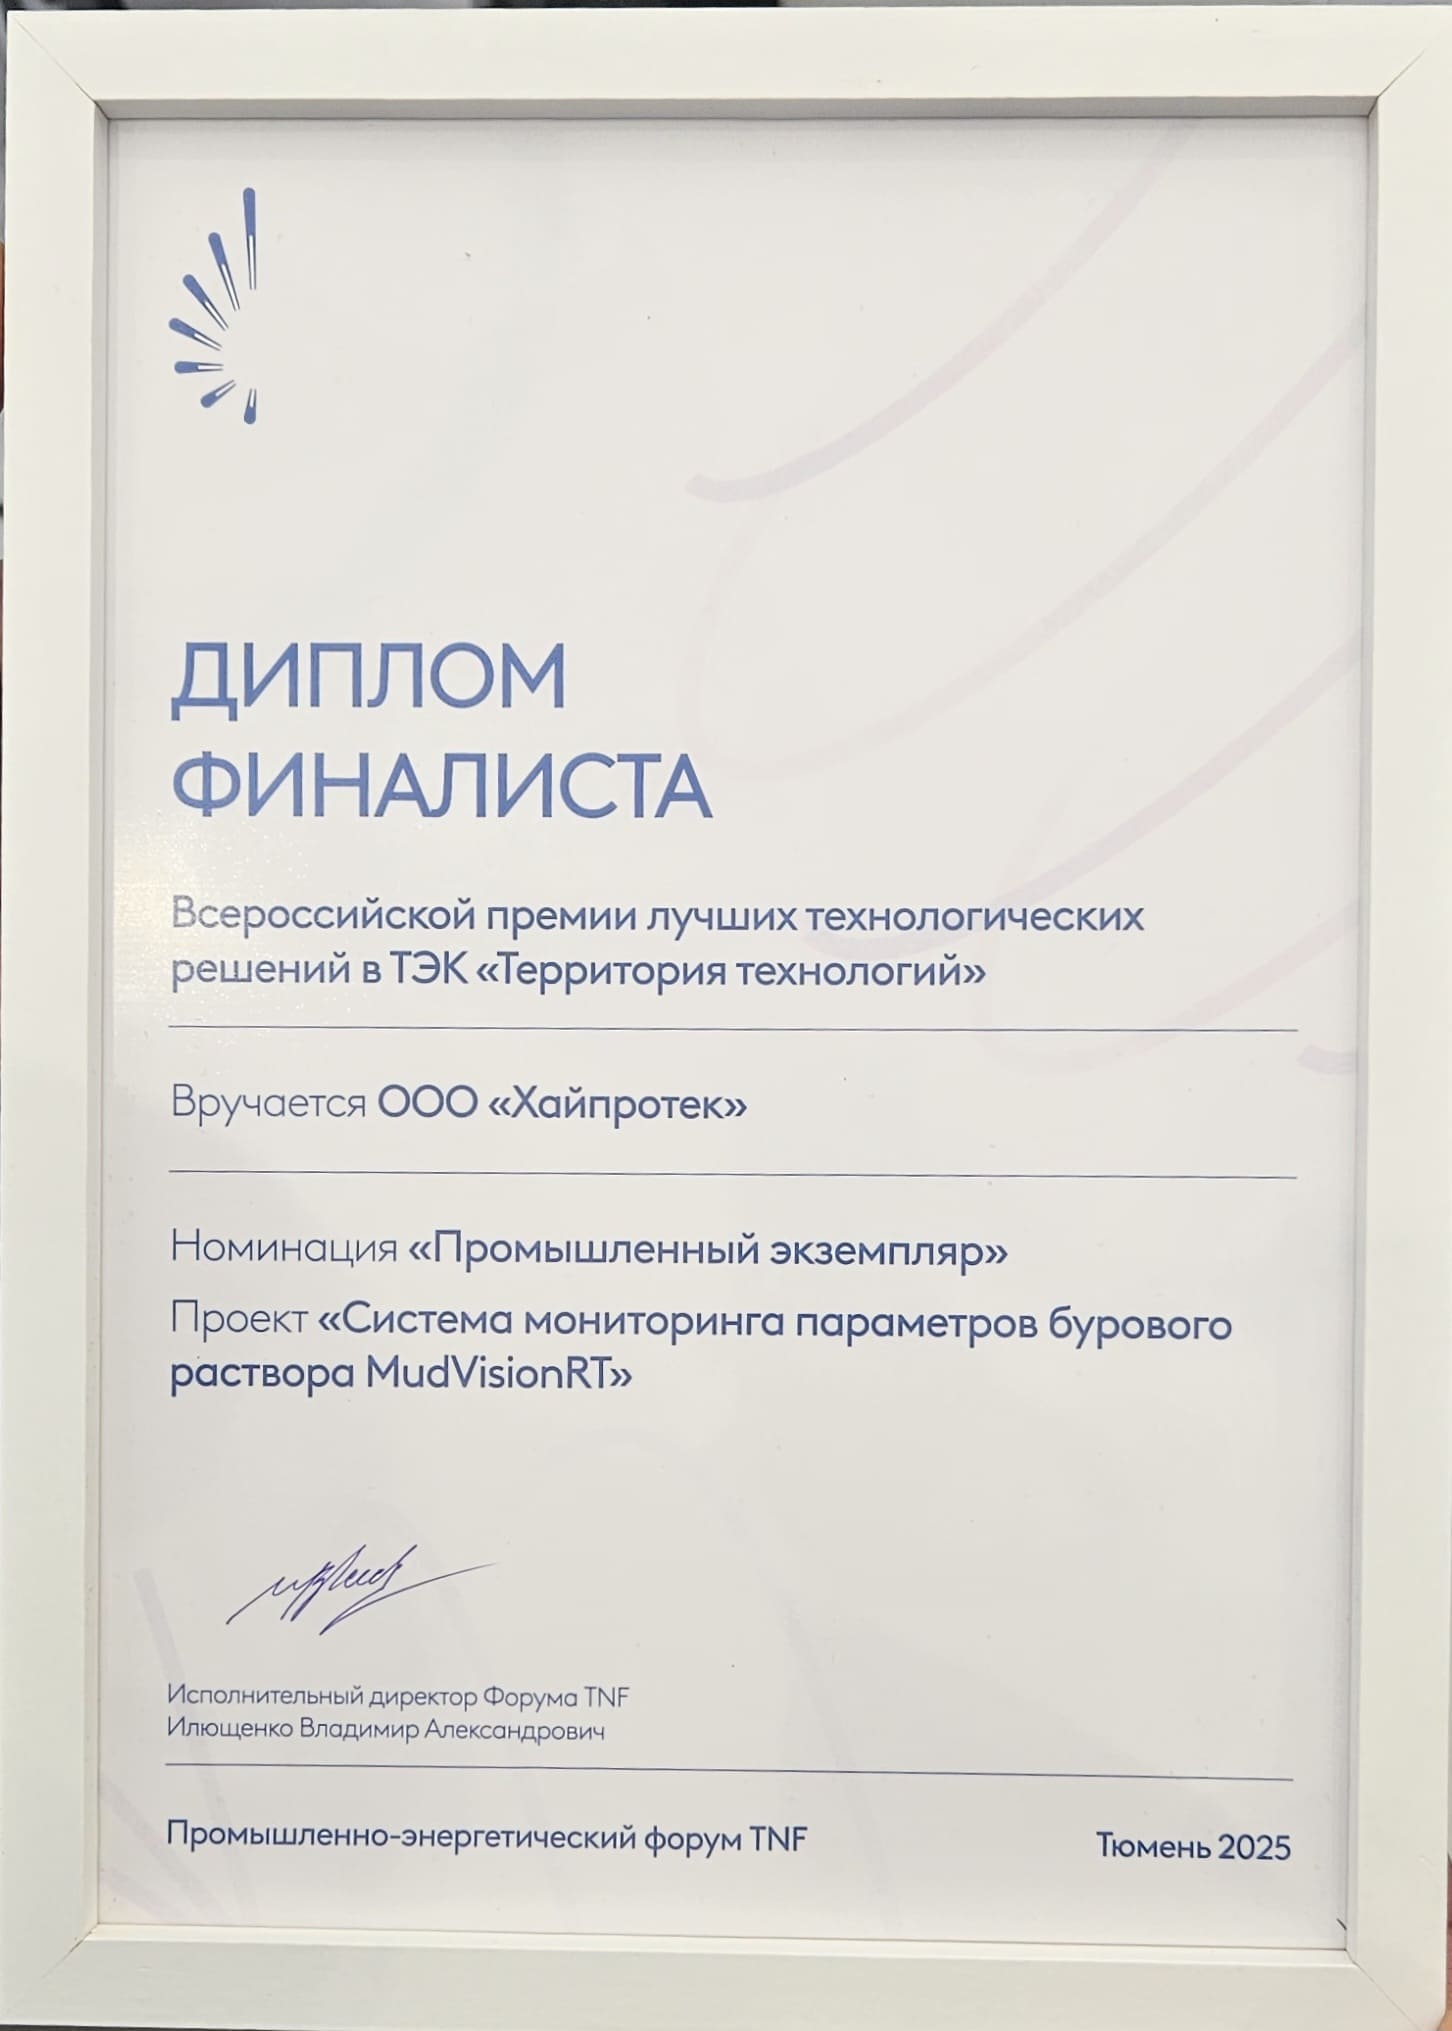 ДИПЛОМ
ФИНАЛИСТА
Всероссийской премии лучших технологических
решений в ТЭК «Территория технологий»
Вручается ООО «Хайпротек»
Номинация «Промышленный экземпляр»
Проект «Система мониторинга параметров бурового
раствора MudVisionRT»
Исполнительный директор Форума TNF
Илющенко Владимир Александрович
Промышленно-энергетический форум TNF
Тюмень 2025